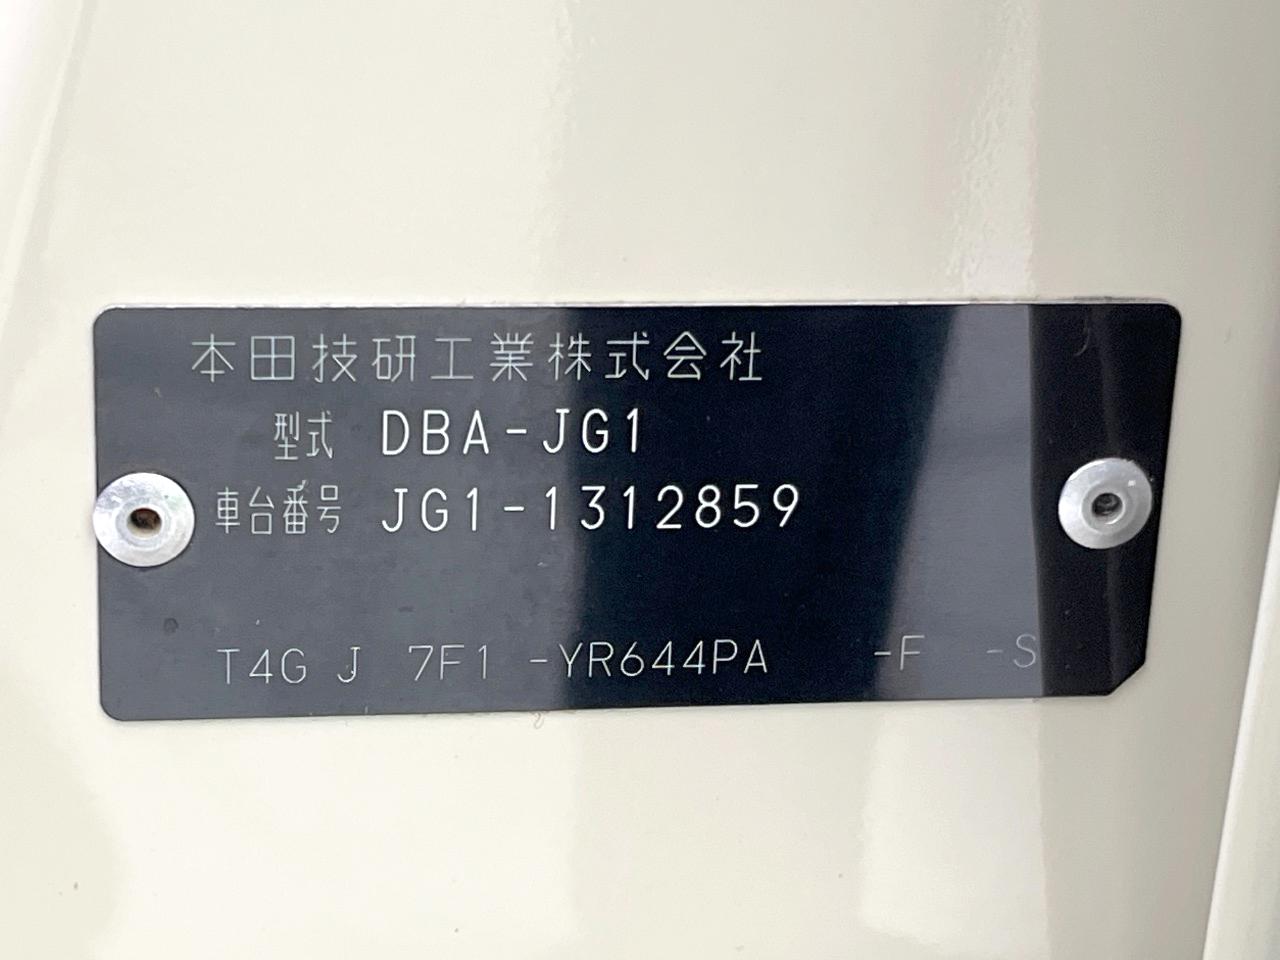 本田技研工業株式会社
型式 DBA-JG1
車台番号 JG1-1312859
T4G J 7F1 -YR644PA -F -S